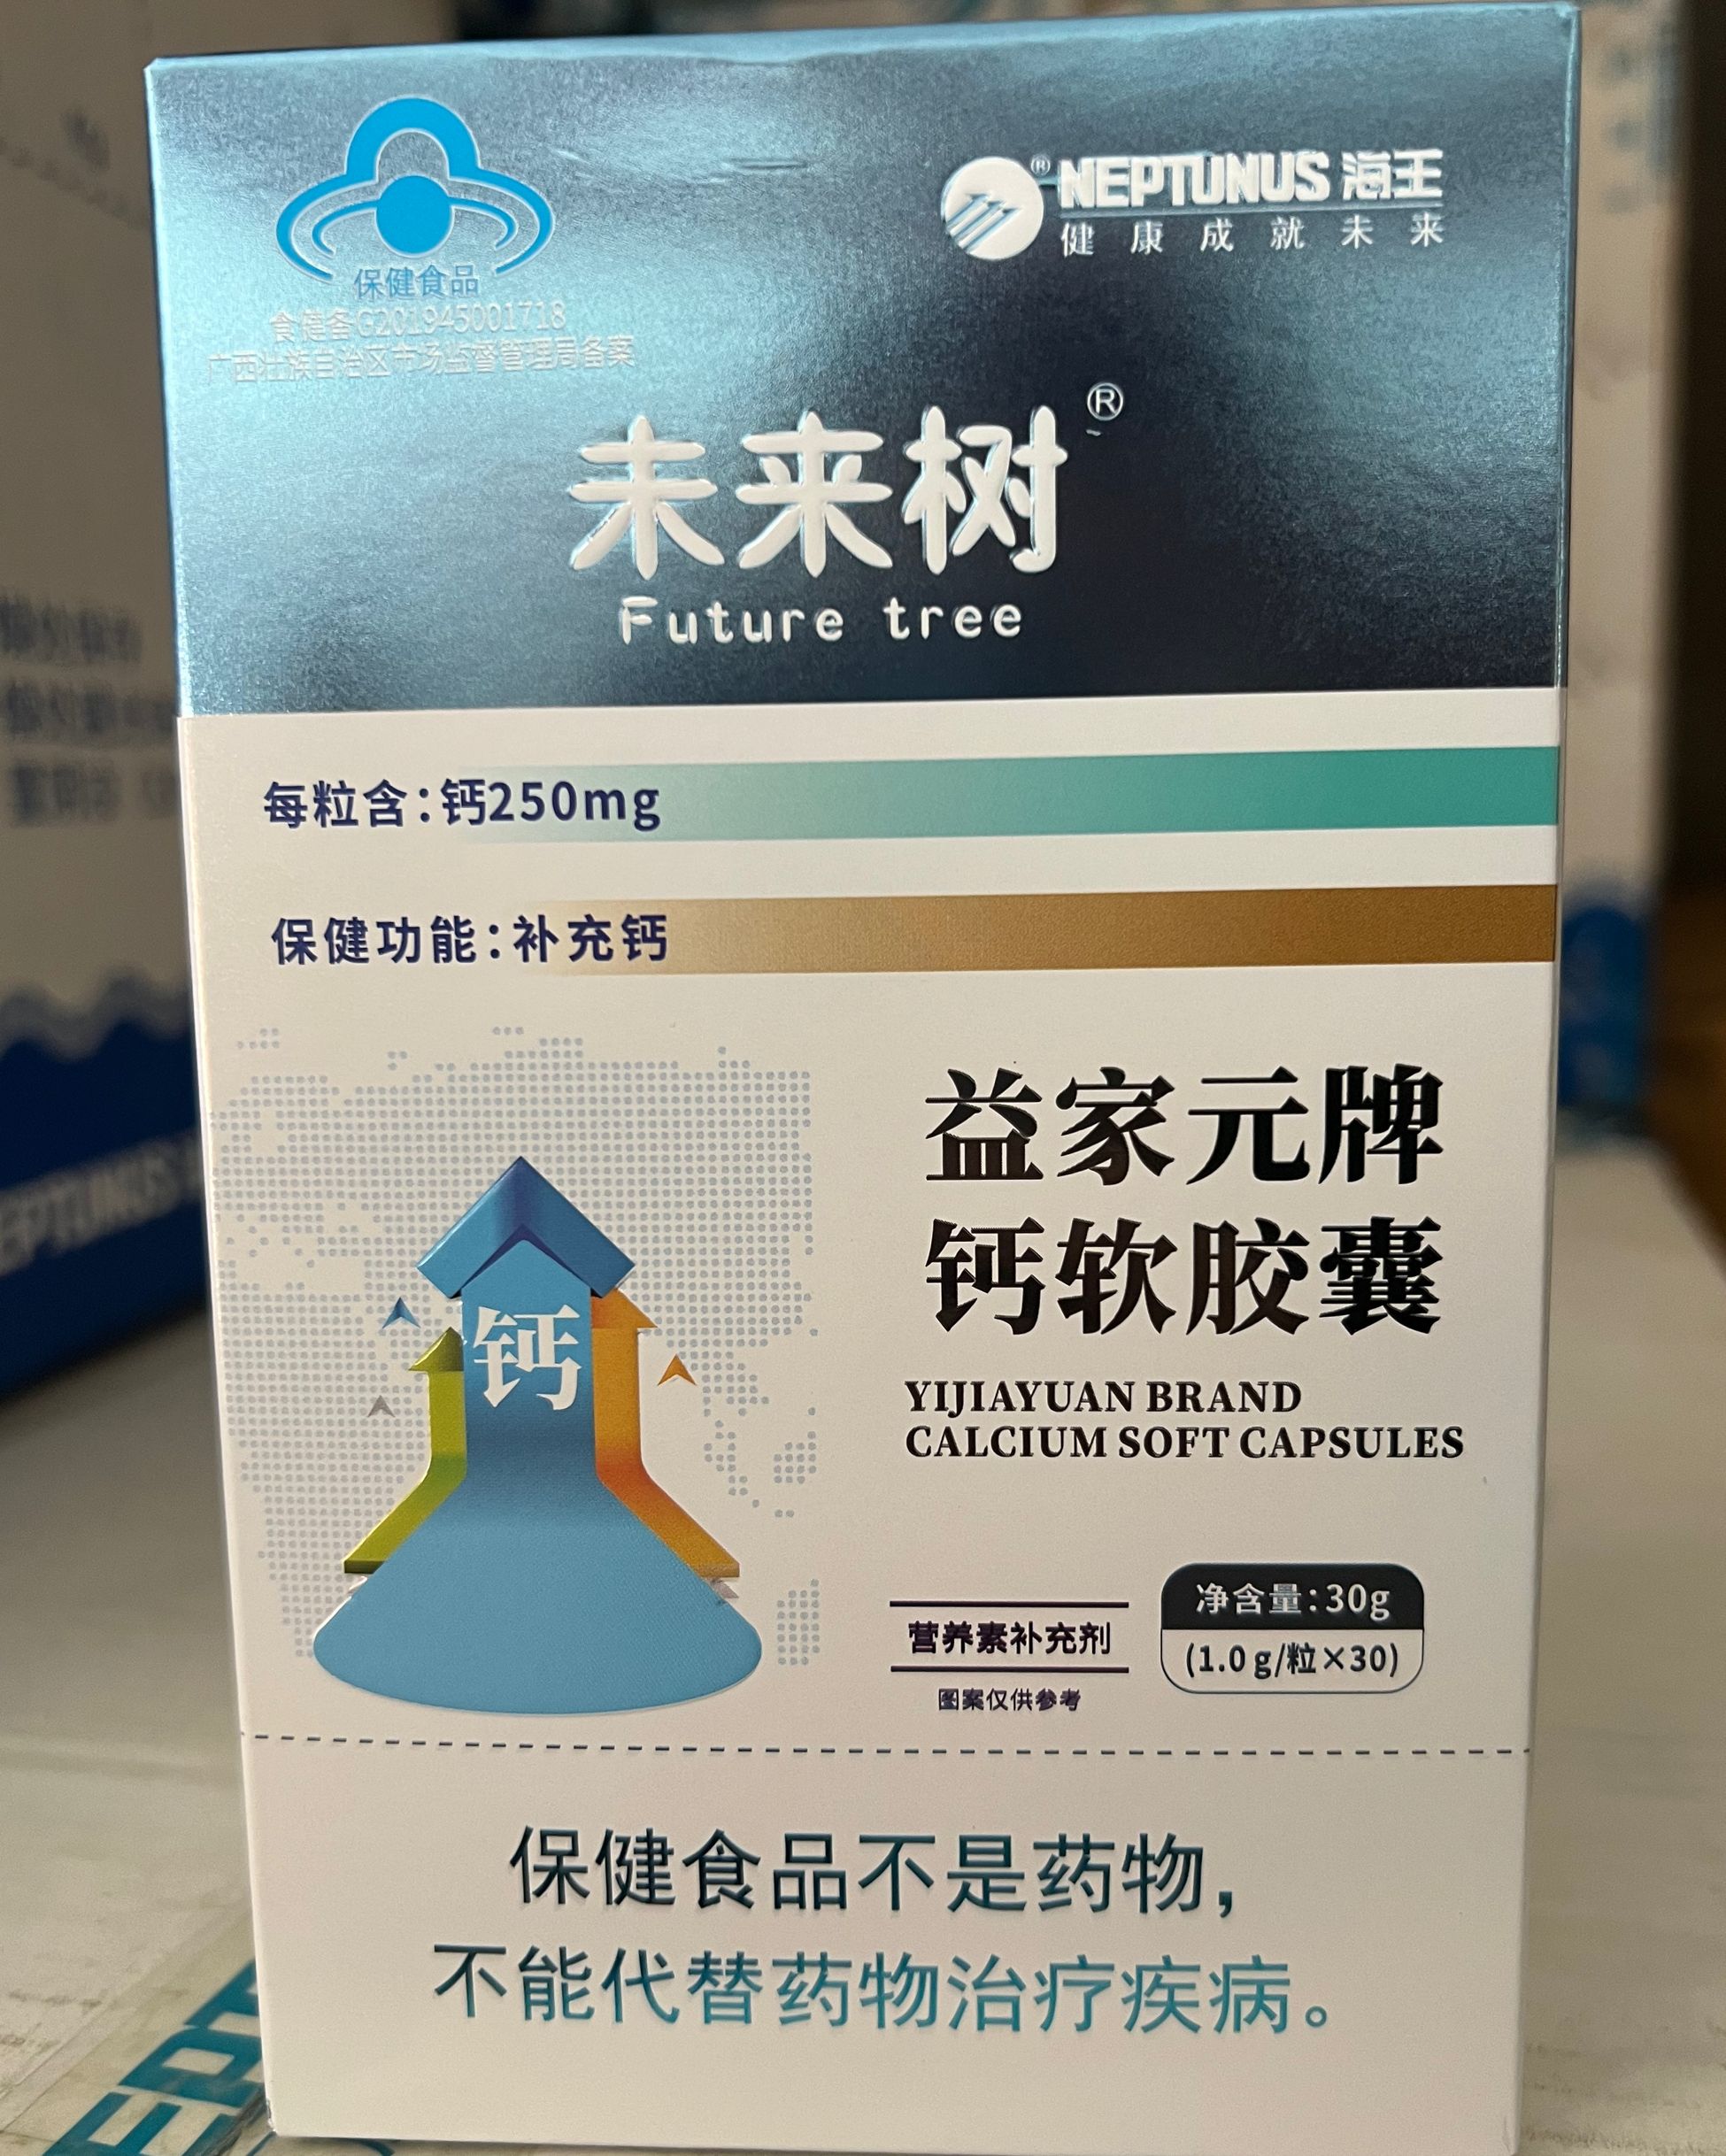 保健食品
食健备G201945001718
广西壮族自治区市场监督管理局备案
® NEPTUNUS 海王
健康成就未来
未来树®
Future tree
每粒含:钙250mg
保健功能:补充钙
钙
益家元牌
钙软胶囊
YIJIAYUAN BRAND
CALCIUM SOFT CAPSULES
营养素补充剂
图案仅供参考
净含量:30g
(1.0g/粒×30)
保健食品不是药物,
不能代替药物治疗疾病。